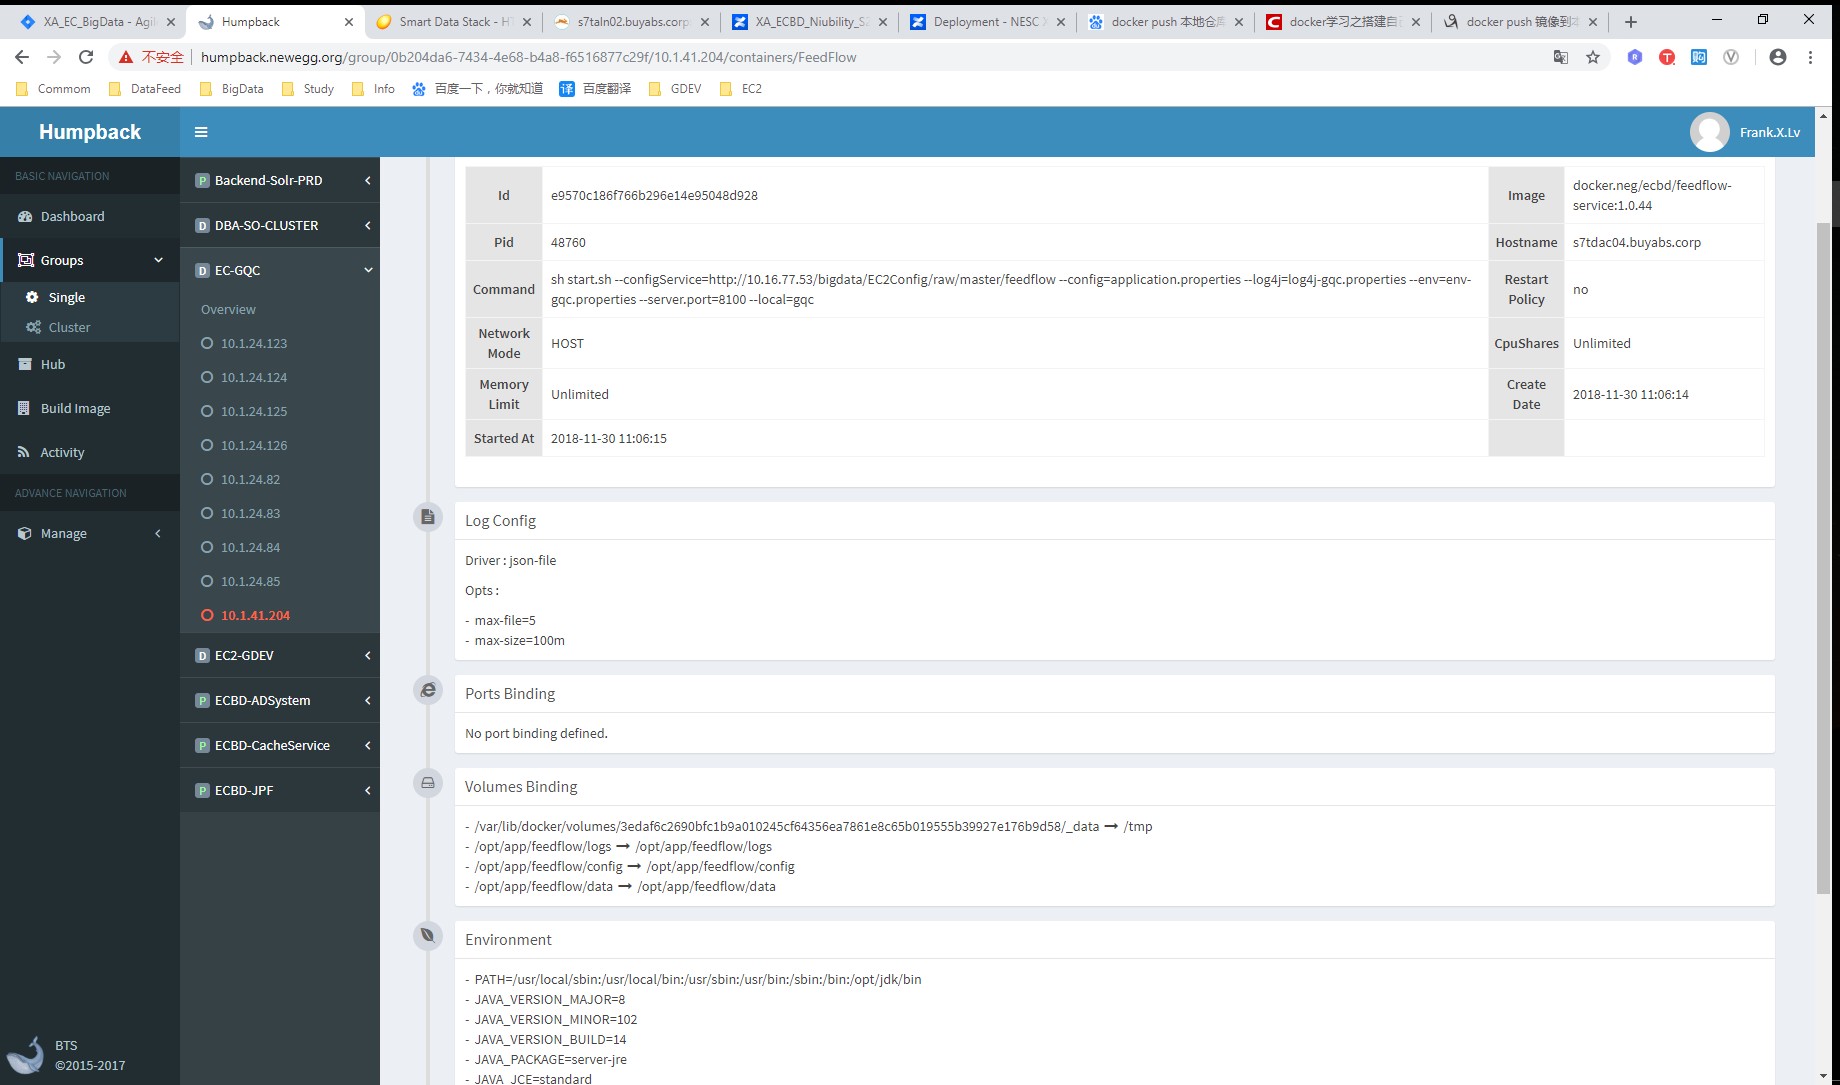 XA_EC_BigData - Agil
Humpback
Smart Data Stack - HT
s7taln02.buyabs.corp
XA_ECBD_Niubility_S
Deployment - NESC X
docker push 本地仓库
docker学习之搭建自己
docker push 镜像到本
不安全
humpback.newegg.org/group/0b204da6-7434-4e68-b4a8-f6516877c29f/10.1.41.204/containers/FeedFlow
Commom
DataFeed
BigData
Study
Info
百度一下，你就知道
译 百度翻译
GDEV
EC2
Humpback
Frank.X.Lv
BASIC NAVIGATION
Dashboard
Groups
Single
Cluster
Hub
Build Image
Activity
ADVANCE NAVIGATION
Manage
BTS
©2015-2017
P Backend-Solr-PRD
D DBA-SO-CLUSTER
D EC-GQC
Overview
10.1.24.123
10.1.24.124
10.1.24.125
10.1.24.126
10.1.24.82
10.1.24.83
10.1.24.84
10.1.24.85
10.1.41.204
D EC2-GDEV
P ECBD-ADSystem
P ECBD-CacheService
P ECBD-JPF
Id
e9570c186f766b296e14e95048d928
Image
docker.neg/ecbd/feedflow-
service:1.0.44
Pid
48760
Hostname
s7tdac04.buyabs.corp
Command
sh start.sh --configService=http://10.16.77.53/bigdata/EC2Config/raw/master/feedflow --config=application.properties --log4j=log4j-gqc.properties --env=env-
gqc.properties --server.port=8100 --local=gqc
Restart
Policy
no
Network
Mode
HOST
CpuShares
Unlimited
Memory
Limit
Unlimited
Create
Date
2018-11-30 11:06:14
Started At
2018-11-30 11:06:15
Log Config
Driver : json-file
Opts :
- max-file=5
- max-size=100m
Ports Binding
No port binding defined.
Volumes Binding
- /var/lib/docker/volumes/3edaf6c2690bfc1b9a010245cf64356ea7861e8c65b019555b39927e176b9d58/_data ➞ /tmp
- /opt/app/feedflow/logs ➞ /opt/app/feedflow/logs
- /opt/app/feedflow/config ➞ /opt/app/feedflow/config
- /opt/app/feedflow/data ➞ /opt/app/feedflow/data
Environment
- PATH=/usr/local/sbin:/usr/local/bin:/usr/sbin:/usr/bin:/sbin:/bin:/opt/jdk/bin
- JAVA_VERSION_MAJOR=8
- JAVA_VERSION_MINOR=102
- JAVA_VERSION_BUILD=14
- JAVA_PACKAGE=server-jre
- JAVA_JCE=standard